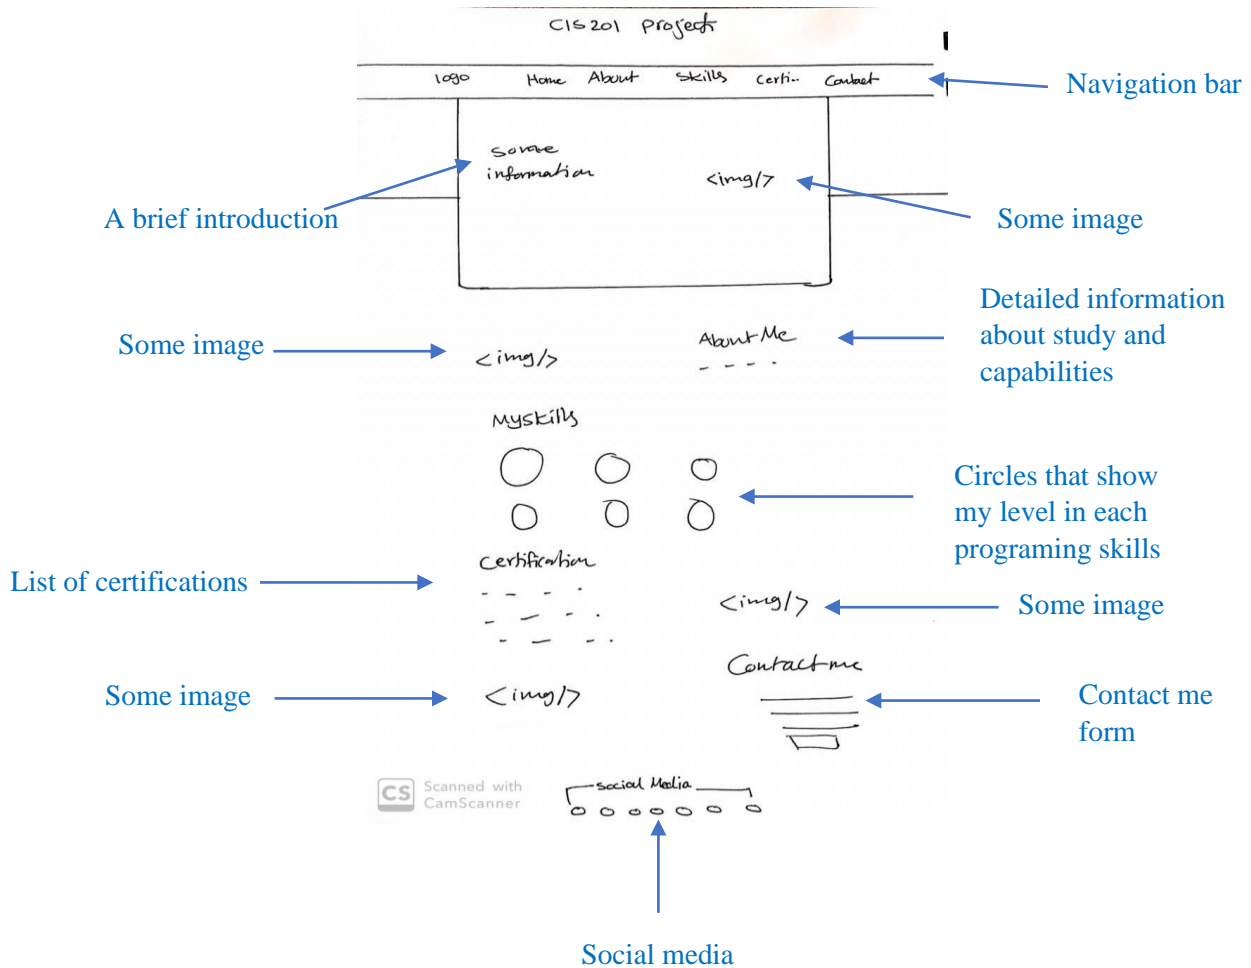 CIS201 Project
logo Home About Skills Certi.. Contact
Navigation bar
Some
information
<img/>
A brief introduction
Some image
Detailed information
about study and
capabilities
Some image
<img/>
About Me
My skills
Circles that show
my level in each
programing skills
Certification
List of certifications
<img/>
Some image
Contact me
Some image
<img/>
Contact me
form
CS Scanned with
CamScanner
Social Media
Social media